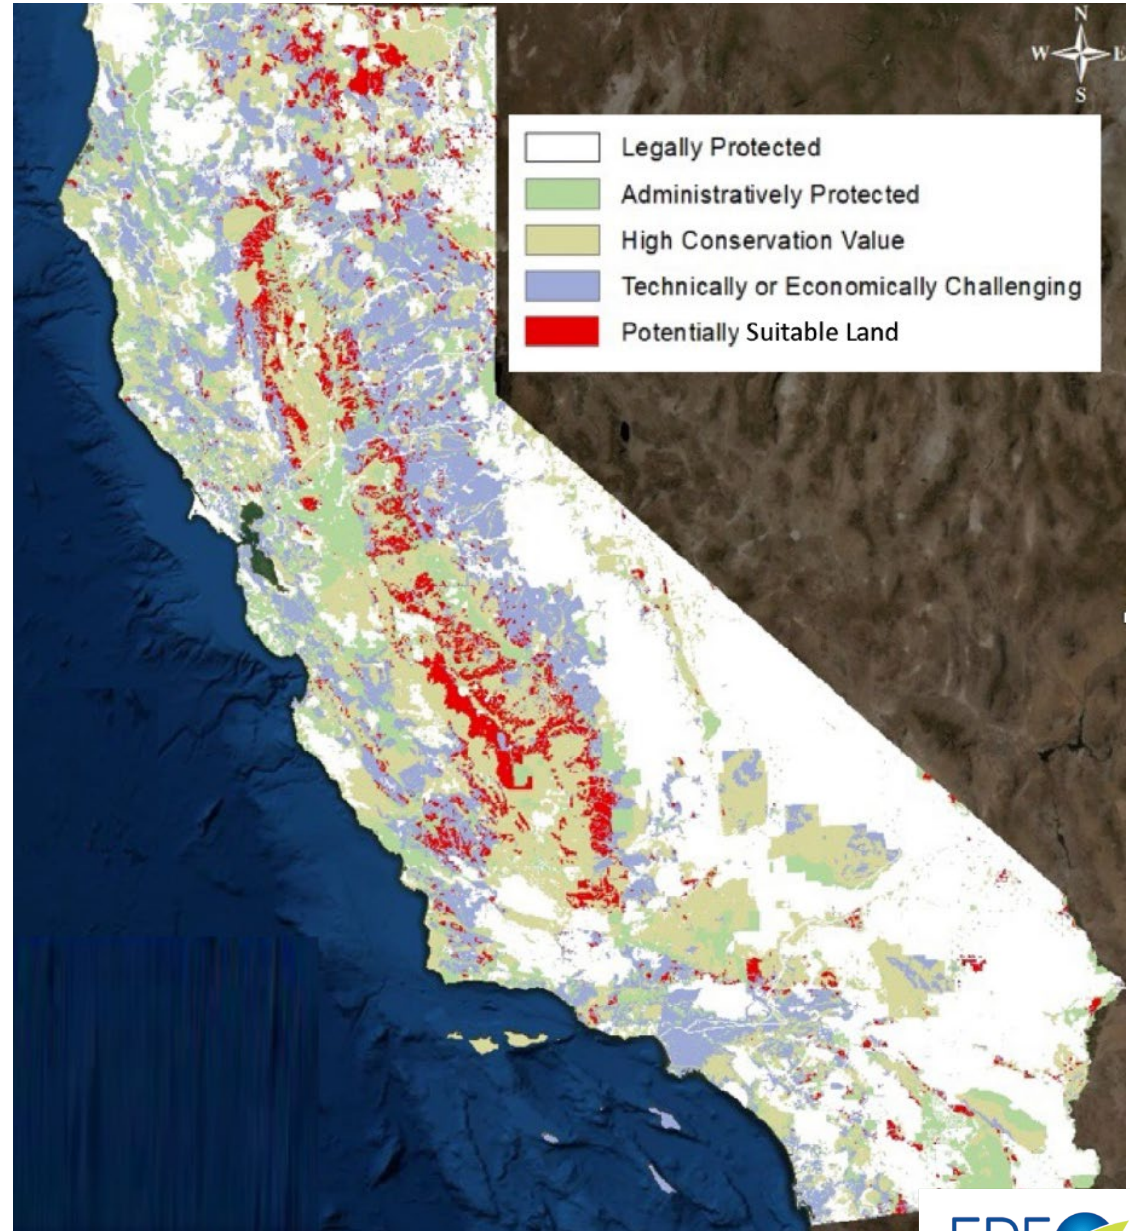 N
W E
S
Legally Protected
Administratively Protected
High Conservation Value
Technically or Economically Challenging
Potentially Suitable Land